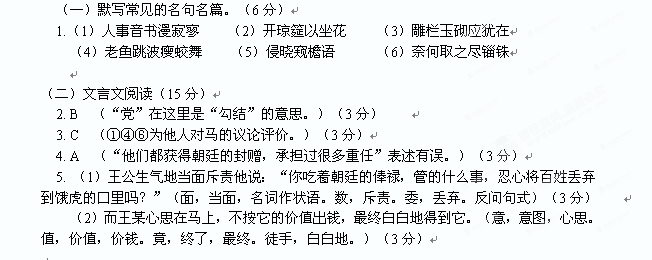 （一）默写常见的名句名篇。（6 分）
1.（1）人事音书漫寂寥 （2）开琼筵以坐花 （3）雕栏玉砌应犹在
（4）老鱼跳波瘦蛟舞 （5）侵晓窥檐语 （6）奈何取之尽锱铢
（二）文言文阅读（15 分）
2. B （“党”在这里是“勾结”的意思。）（3 分）
3. C （①④⑥为他人对马的议论评价。）（3 分）
4. A （“他们都获得朝廷的封赠，承担过很多重任”表述有误。）（3 分）
5.（1）王公生气地当面斥责他说：“你吃着朝廷的俸禄，管的什么事，忍心将百姓丢弃
到饿虎的口里吗？”（面，当面，名词作状语。数，斥责。委，丢弃。反问句式）（3 分）
（2）而王某心思在马上，不按它的价值出钱，最终白白地得到它。（意，意图，心思。
值，价值，价钱。竟，终了，最终。徒手，白白地。）（3 分）